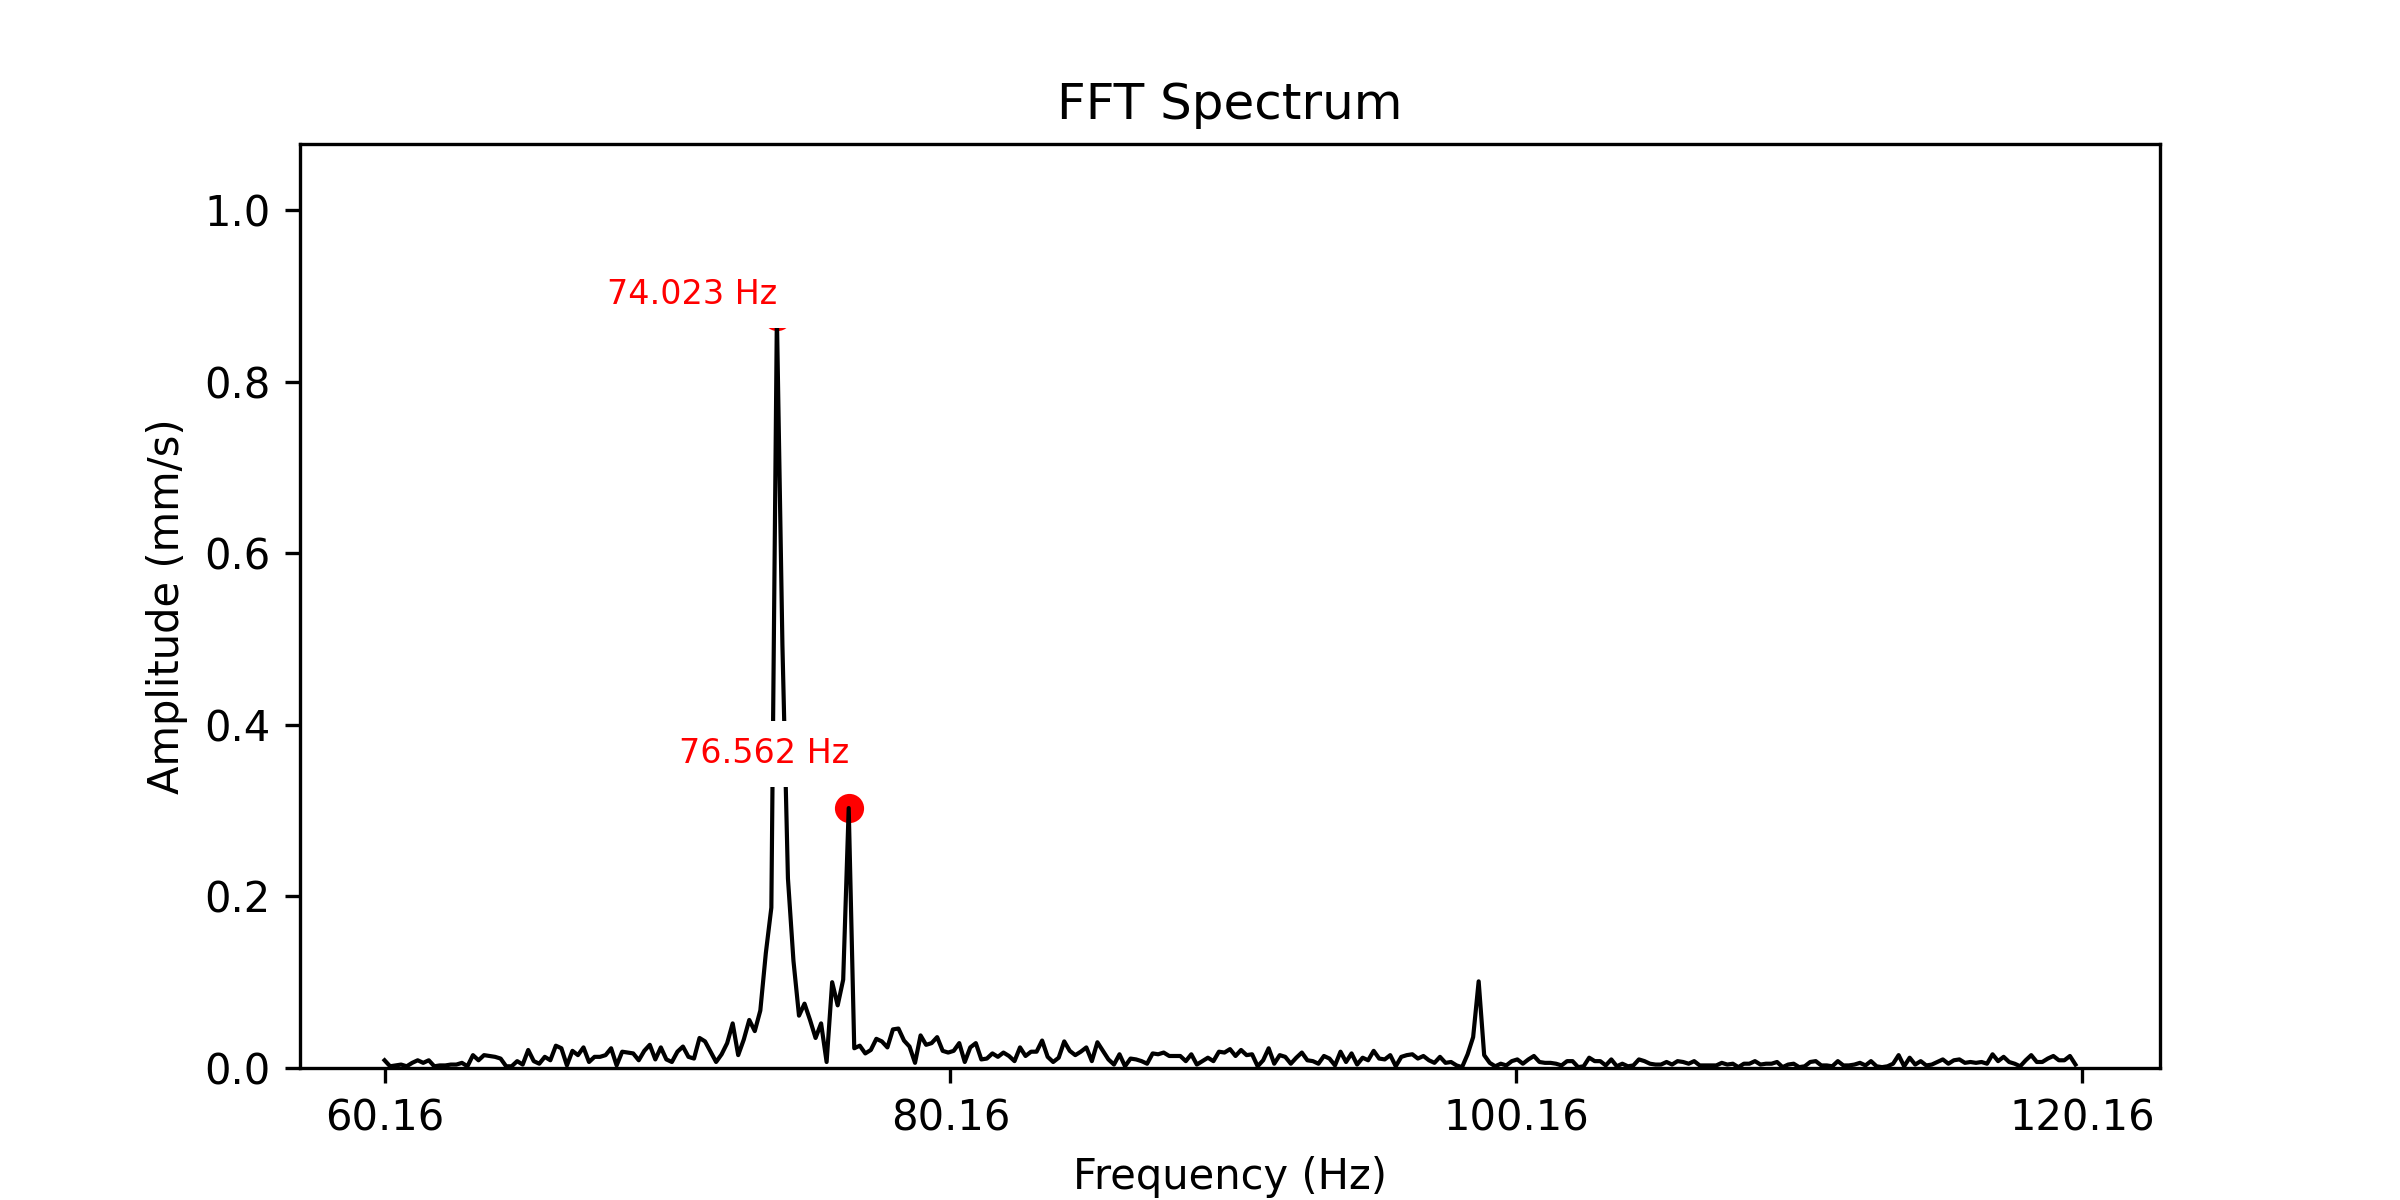 FFT Spectrum
1.0
74.023 Hz
0.8
0.6
Amplitude (mm/s)
0.4
76.562 Hz
0.2
0.0
60.16 80.16 100.16 120.16
Frequency (Hz)